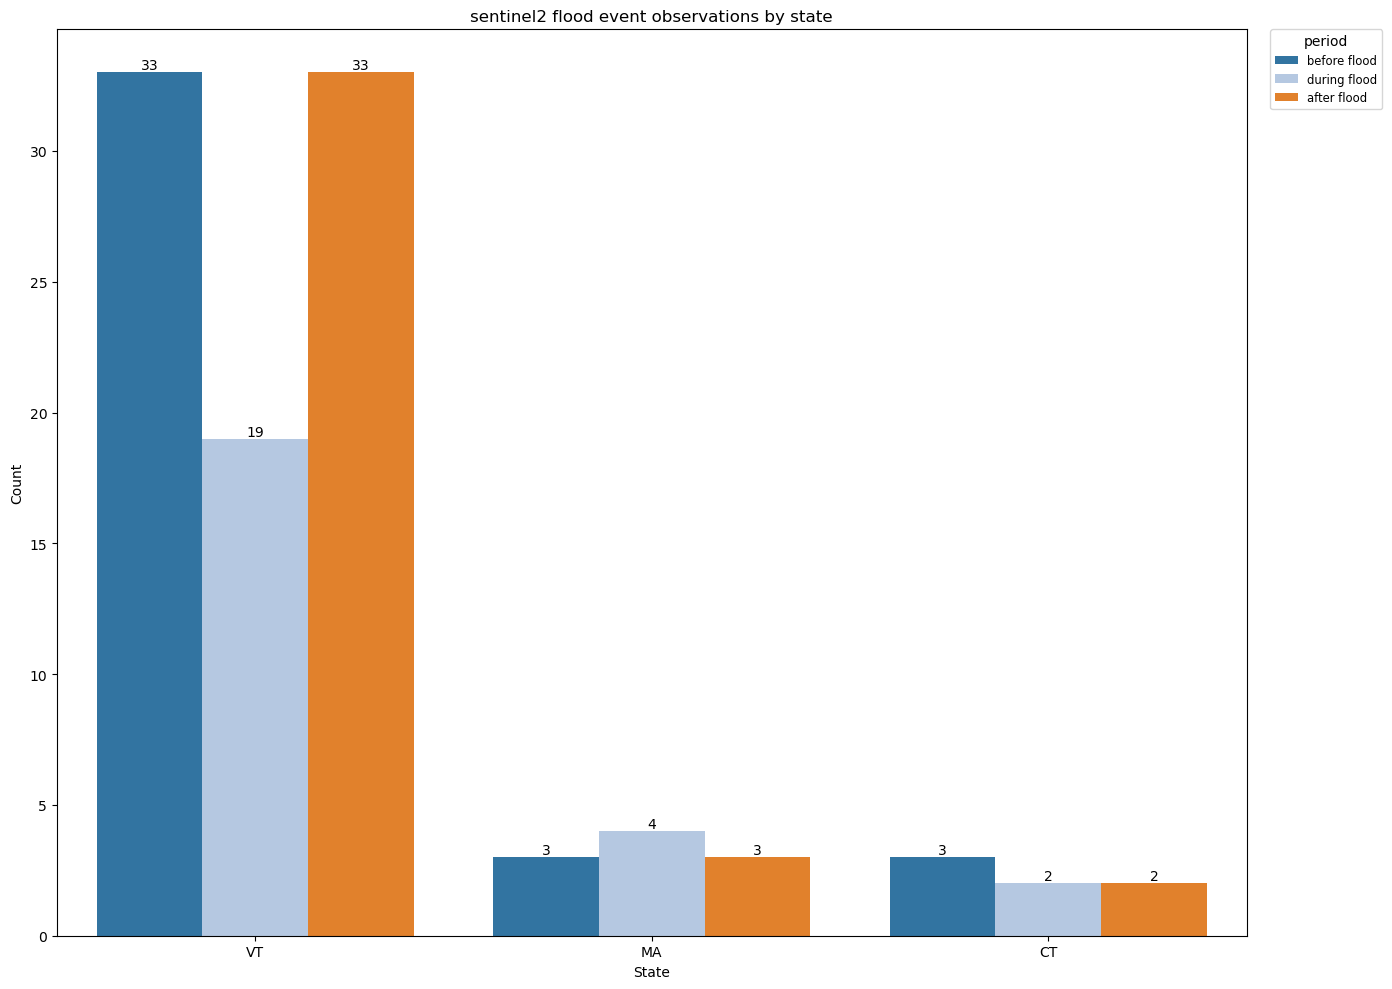 sentinel2 flood event observations by state
period
before flood
during flood
after flood
33
19
33
3
4
3
3
2
2
30
25
20
15
10
5
0
Count
VT
MA
CT
State